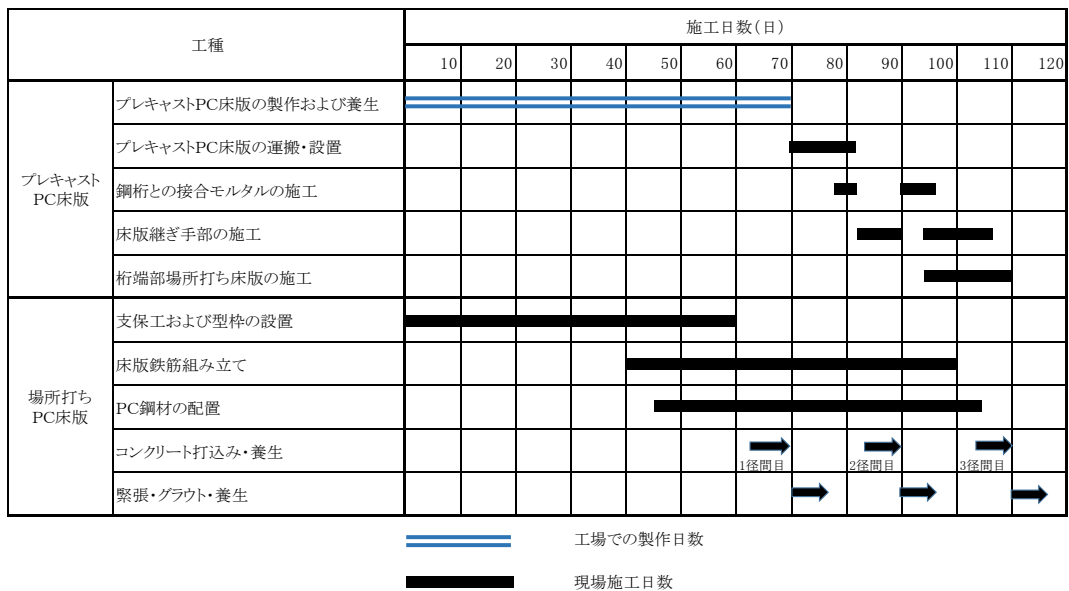 工種
施工日数(日)
10 20 30 40 50 60 70 80 90 100 110 120
プレキャスト
PC床版
プレキャストPC床版の製作および養生
プレキャストPC床版の運搬・設置
鋼桁との接合モルタルの施工
床版継ぎ手部の施工
桁端部場所打ち床版の施工
場所打ち
PC床版
支保工および型枠の設置
床版鉄筋組み立て
PC鋼材の配置
コンクリート打込み・養生
1径間目 2径間目 3径間目
緊張・グラウト・養生
工場での製作日数
現場施工日数